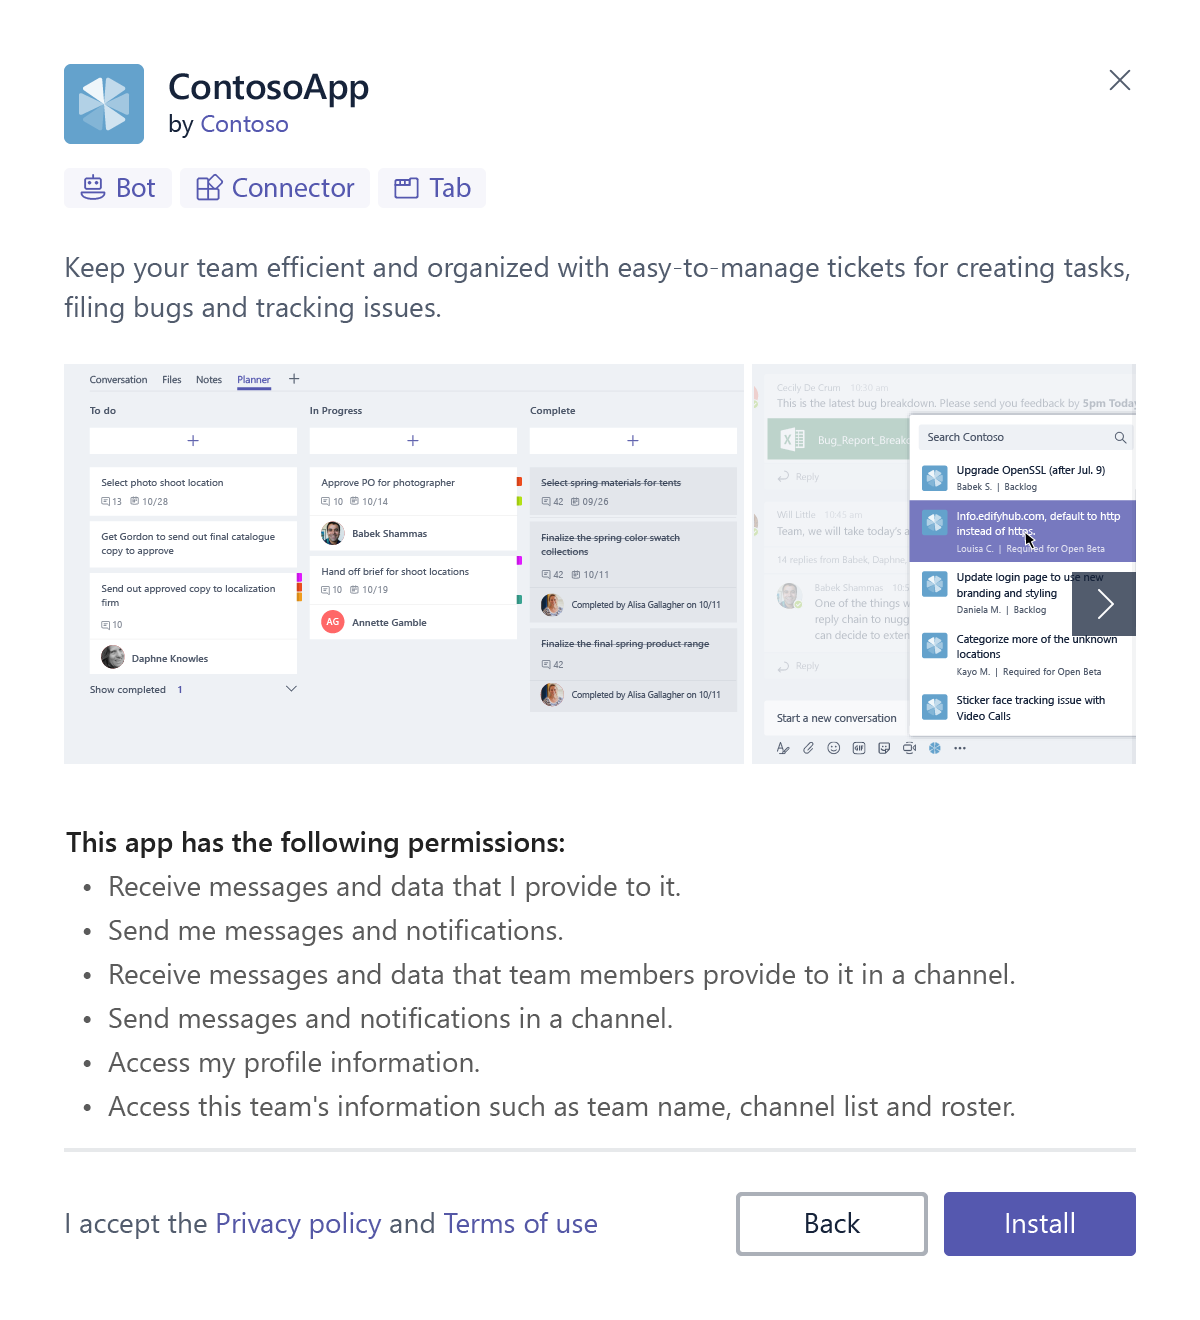 ContosoApp
by Contoso
Bot
Connector
Tab
Keep your team efficient and organized with easy-to-manage tickets for creating tasks,
filing bugs and tracking issues.
Conversation Files Notes Planner +
To do
+
Select photo shoot location
13 10/28
Get Gordon to send out final catalogue
copy to approve
Send out approved copy to localization
firm
10
Daphne Knowles
Show completed 1
In Progress
+
Approve PO for photographer
10 10/14
Babek Shammas
Hand off brief for shoot locations
10 10/19
AG Annette Gamble
Complete
+
Select spring materials for tents
42 09/26
Finalize the spring color swatch
collections
42 10/11
Completed by Alisa Gallagher on 10/11
Finalize the final spring product range
42
Completed by Alisa Gallagher on 10/11
Cecily De Crum 10:30 am
This is the latest bug breakdown. Please send you feedback by 5pm Today
Bug_Report_Breakd
Reply
Will Little 10:45 am
Team, we will take today's a
14 replies from Babek, Daphne,
Babek Shammas 10:5
One of the things w
reply chain to nugg
can decide to exten
Reply
Start a new conversation
GIF
Search Contoso
Upgrade OpenSSL (after Jul. 9)
Babek S. | Backlog
Info.edifyhub.com, default to http
instead of https
Louisa C. | Required for Open Beta
Update login page to use new
branding and styling
Daniela M. | Backlog
Categorize more of the unknown
locations
Kayo M. | Required for Open Beta
Sticker face tracking issue with
Video Calls
This app has the following permissions:
• Receive messages and data that I provide to it.
• Send me messages and notifications.
• Receive messages and data that team members provide to it in a channel.
• Send messages and notifications in a channel.
• Access my profile information.
• Access this team's information such as team name, channel list and roster.
I accept the Privacy policy and Terms of use
Back
Install